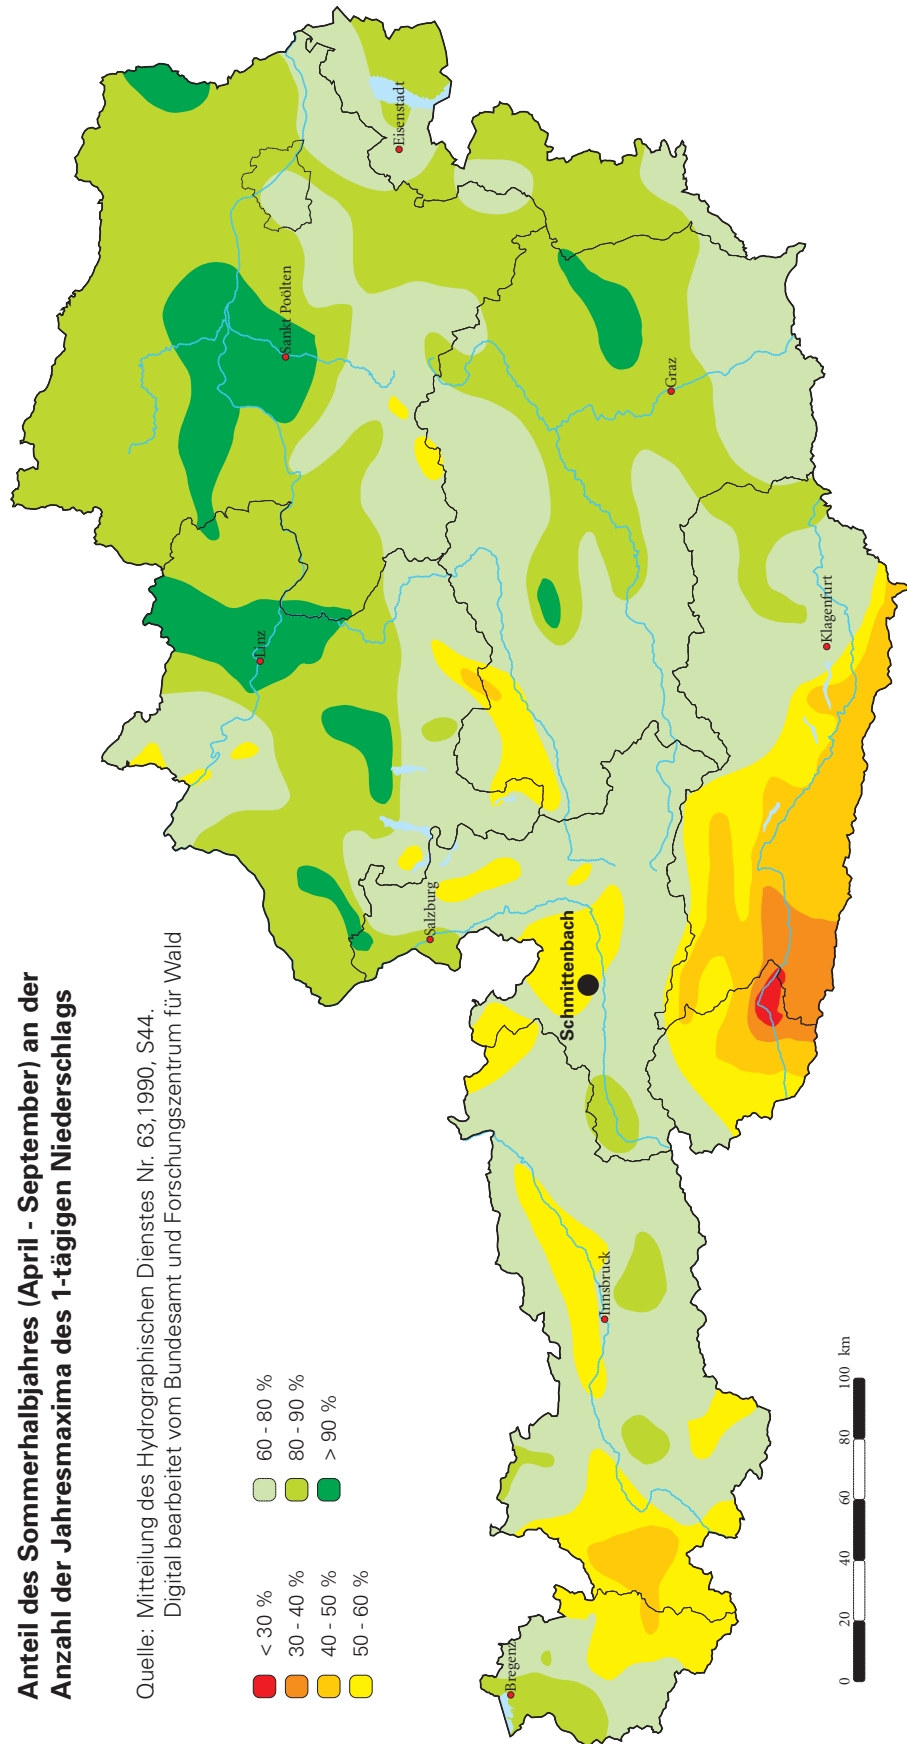 Anteil des Sommerhalbjahres (April - September) an der
Anzahl der Jahresmaxima des 1-tägigen Niederschlags
Quelle: Mitteilung des Hydrographischen Dienstes Nr. 63,1990, S44.
Digital bearbeitet vom Bundesamt und Forschungszentrum für Wald
< 30 %
30 - 40 %
40 - 50 %
50 - 60 %
60 - 80 %
80 - 90 %
> 90 %
Bregenz
Innsbruck
Schmittenbach
Salzburg
Linz
Klagenfurt
Graz
Sankt Poölten
Eisenstadt
0 20 40 60 80 100 km